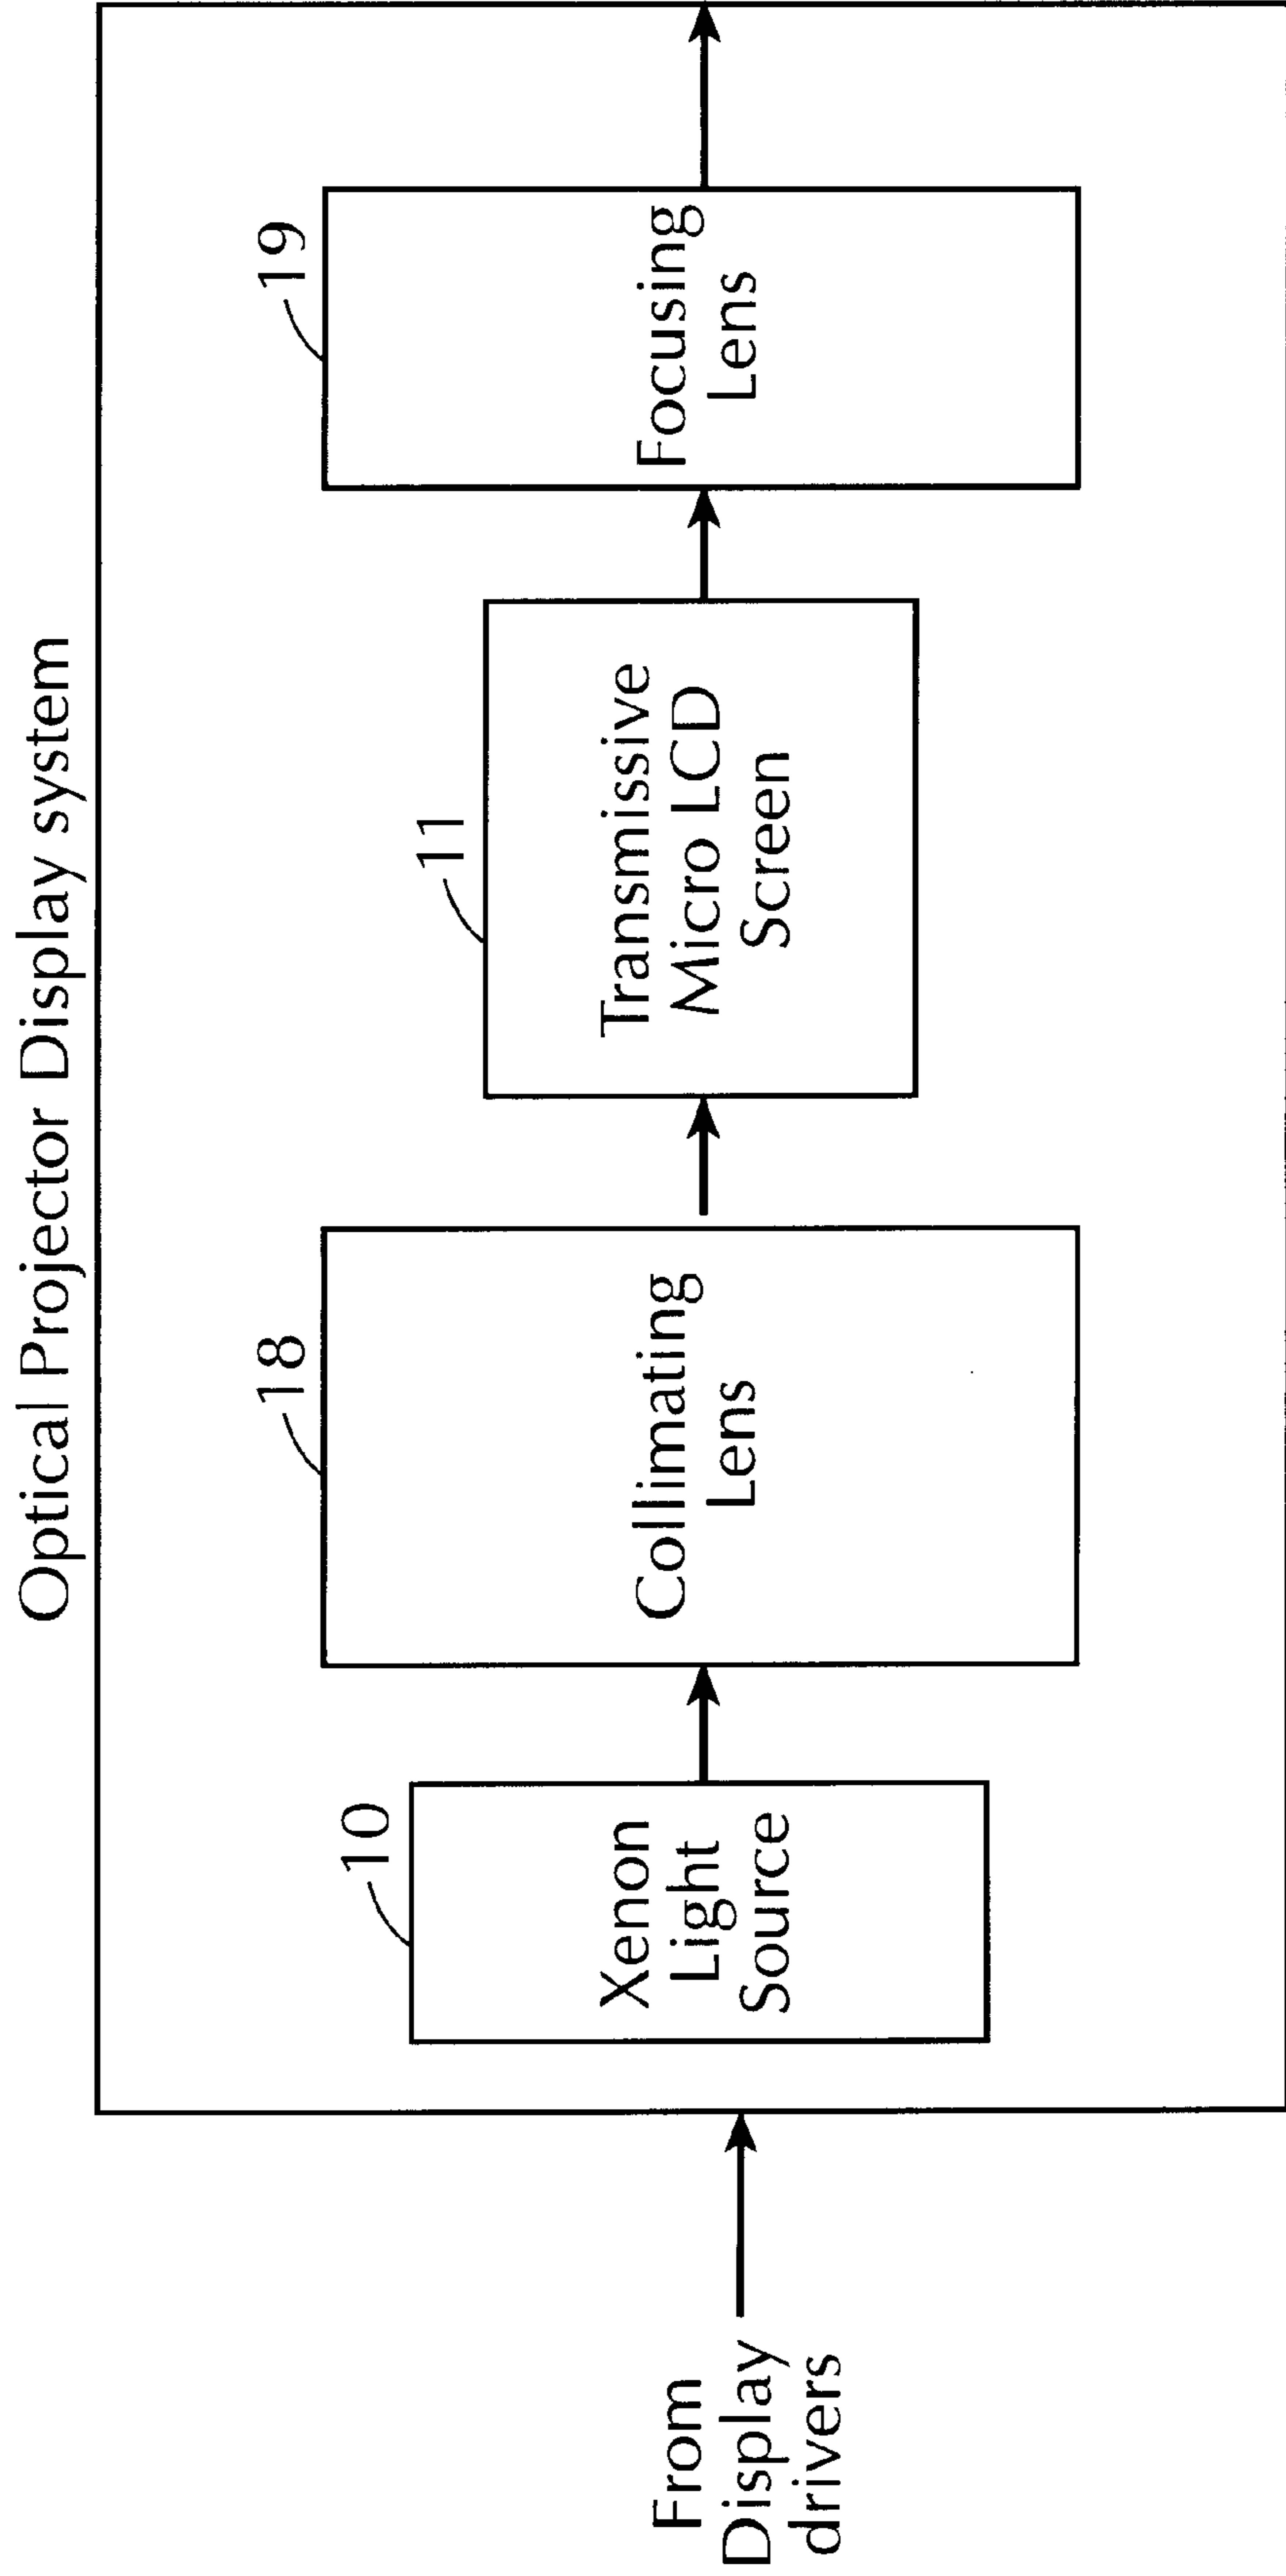 Optical Projector Display system
From
Display
drivers
10
Xenon
Light
Source
18
Collimating
Lens
11
Transmissive
Micro LCD
Screen
19
Focusing
Lens